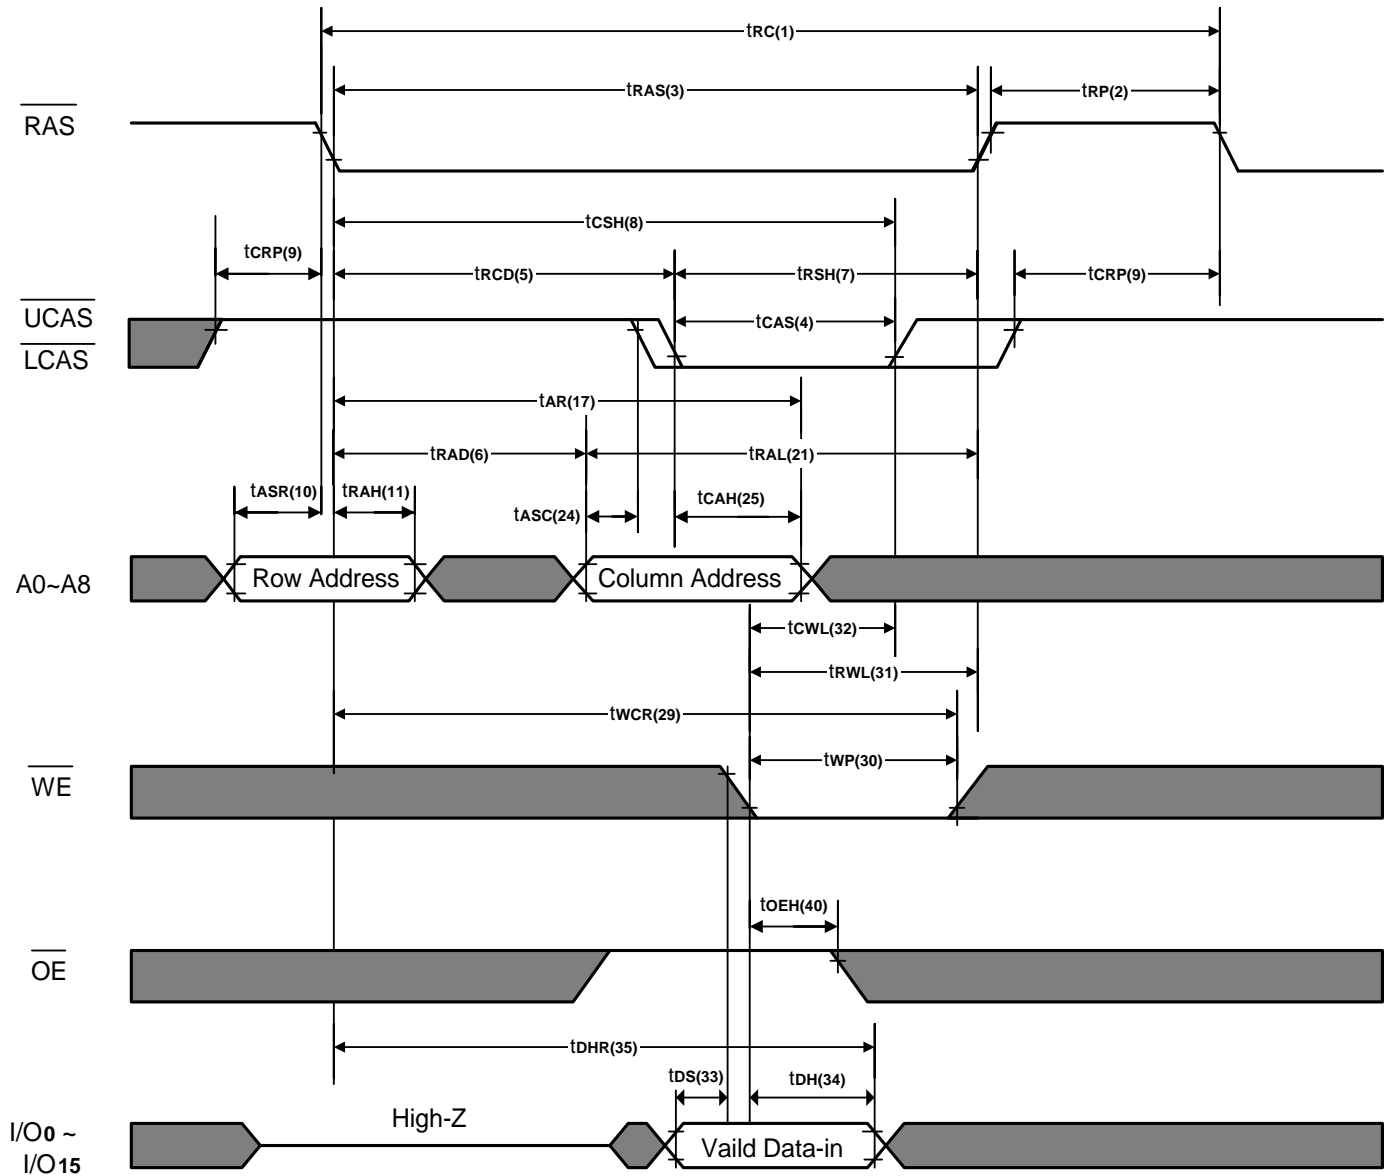 tRC(1)
tRAS(3)
tRP(2)
RAS
tCSH(8)
tCRP(9)
tRCD(5)
tRSH(7)
tCRP(9)
UCAS
tCAS(4)
LCAS
tAR(17)
tRAD(6)
tRAL(21)
tASR(10)
tRAH(11)
tCAH(25)
tASC(24)
A0~A8
Row Address
Column Address
tCWL(32)
tRWL(31)
tWCR(29)
tWP(30)
WE
tOEH(40)
OE
tDHR(35)
tDS(33)
tDH(34)
High-Z
I/O0 ~
I/O15
Vaild Data-in